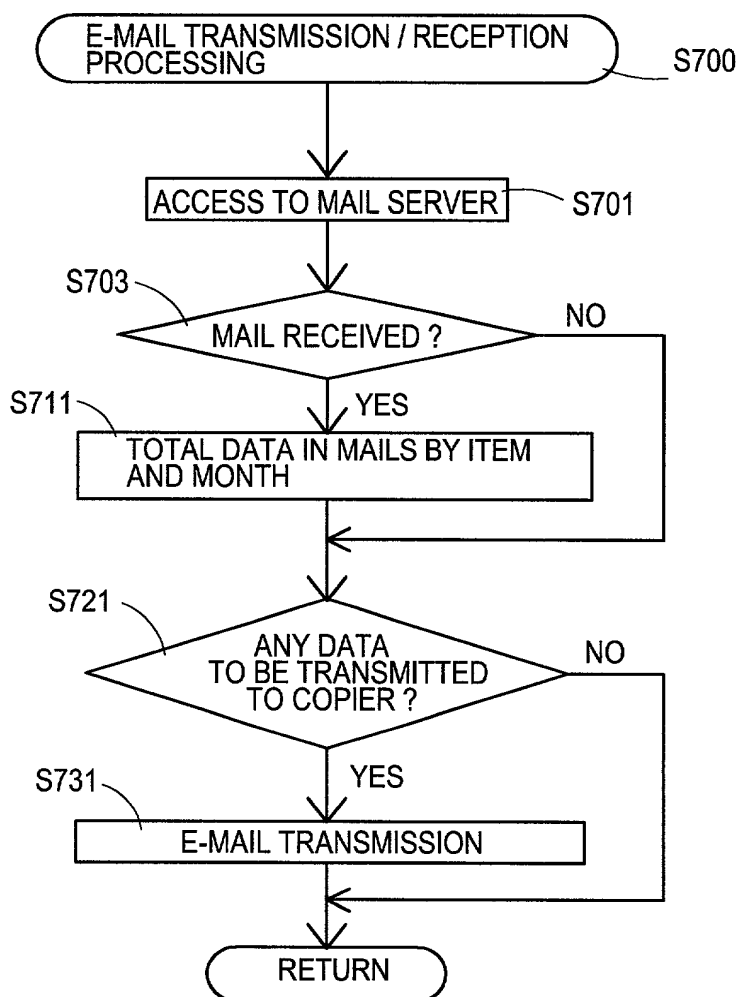 E-MAIL TRANSMISSION / RECEPTION
PROCESSING
S700
ACCESS TO MAIL SERVER
S701
S703
MAIL RECEIVED ?
NO
YES
S711
TOTAL DATA IN MAILS BY ITEM
AND MONTH
S721
ANY DATA
TO BE TRANSMITTED
TO COPIER ?
NO
YES
S731
E-MAIL TRANSMISSION
RETURN